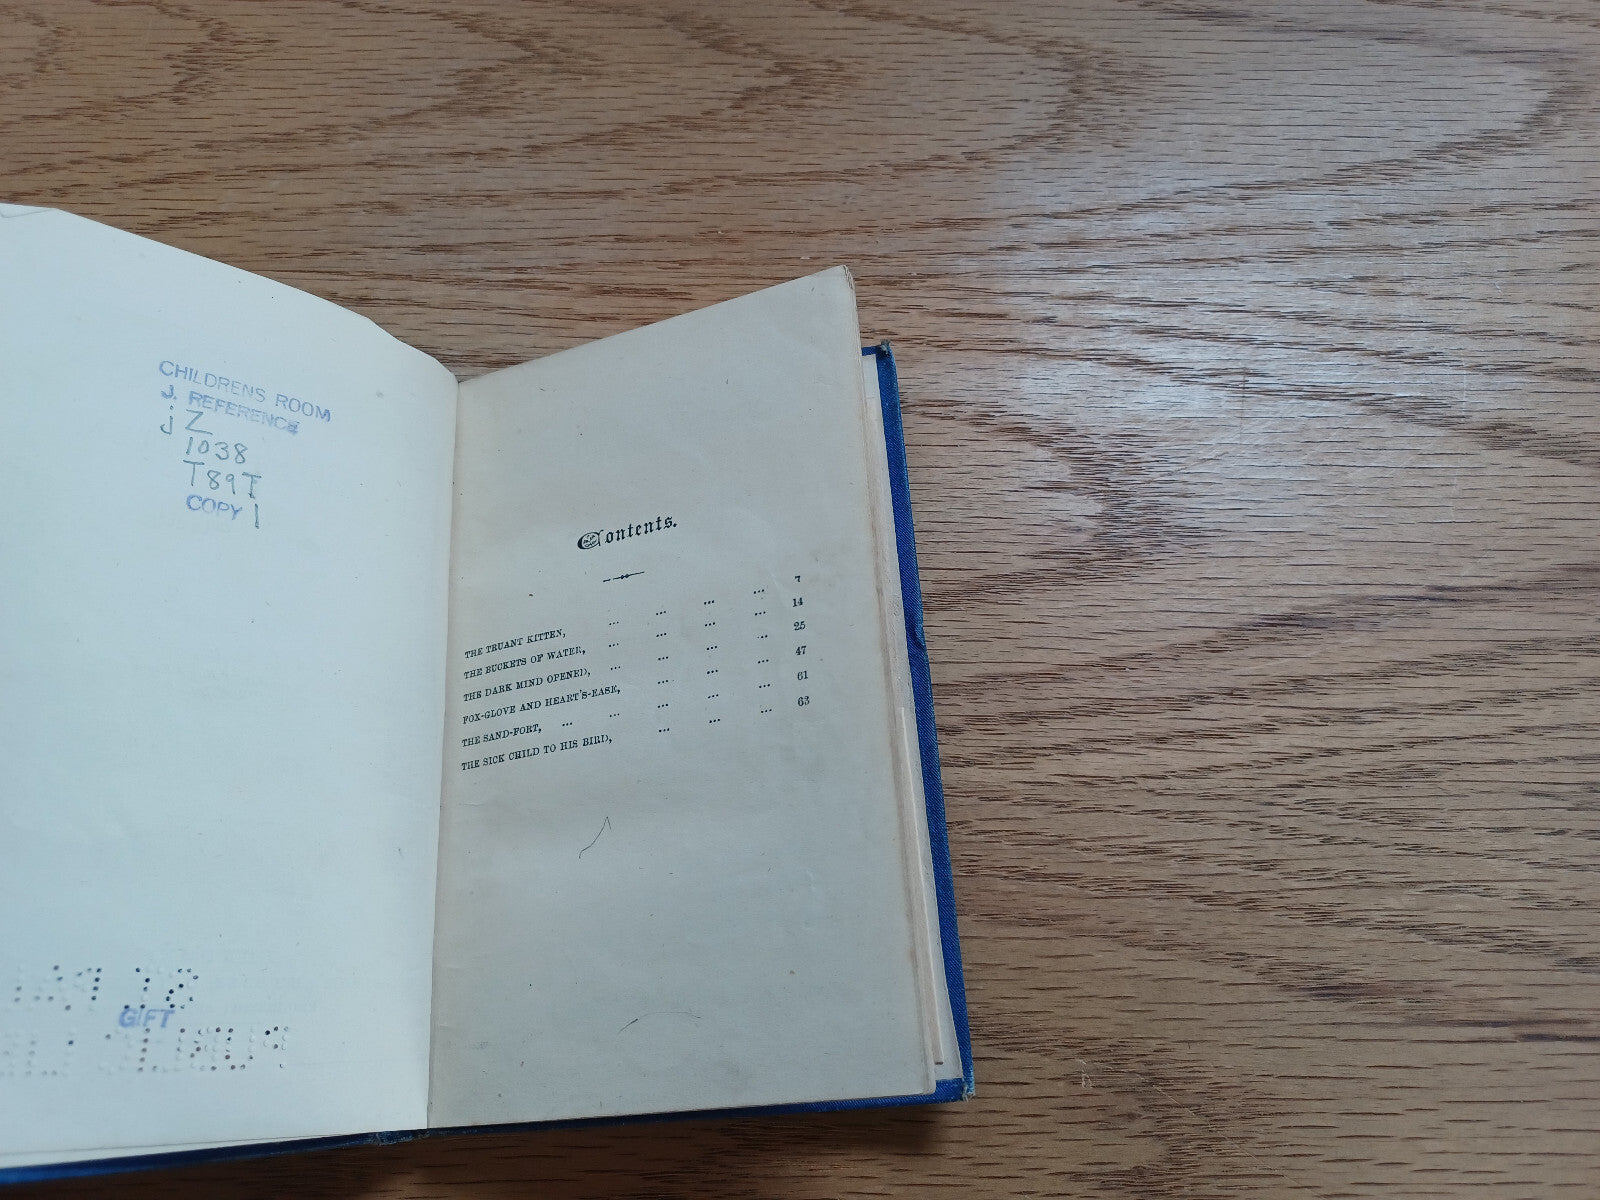 CHILDRENS ROOM
J. REFERENCE
jZ
1038
T89T
COPY 1
GIFT
Contents.
THE TRUANT KITTEN, ... ... ... ... 7
THE BUCKETS OF WATER, ... ... ... ... 14
THE DARK MIND OPENED, ... ... ... ... 25
FOX-GLOVE AND HEART'S-EASE, ... ... ... 47
THE SAND-FORT, ... ... ... ... ... 61
THE SICK CHILD TO HIS BIRD, ... ... ... 63